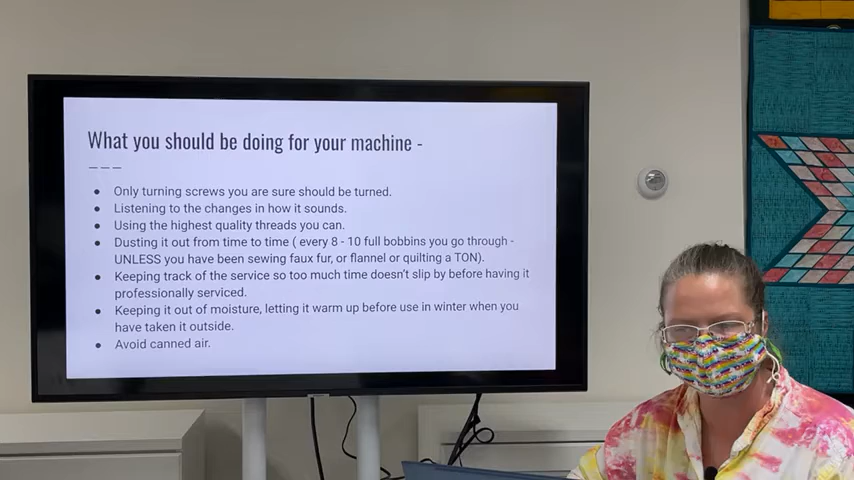 What you should be doing for your machine -
Only turning screws you are sure should be turned.
Listening to the changes in how it sounds.
Using the highest quality threads you can.
Dusting it out from time to time ( every 8 - 10 full bobbins you go through -
UNLESS you have been sewing faux fur, or flannel or quilting a TON).
Keeping track of the service so too much time doesn't slip by before having it
professionally serviced.
Keeping it out of moisture, letting it warm up before use in winter when you
have taken it outside.
Avoid canned air.